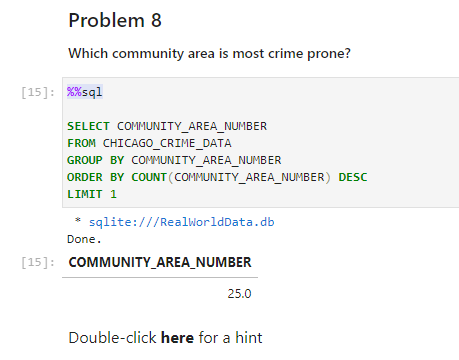 Problem 8
Which community area is most crime prone?
[15]: %%sql
SELECT COMMUNITY_AREA_NUMBER
FROM CHICAGO_CRIME_DATA
GROUP BY COMMUNITY_AREA_NUMBER
ORDER BY COUNT(COMMUNITY_AREA_NUMBER) DESC
LIMIT 1
* sqlite:///RealWorldData.db
Done.
[15]: COMMUNITY_AREA_NUMBER
25.0
Double-click here for a hint